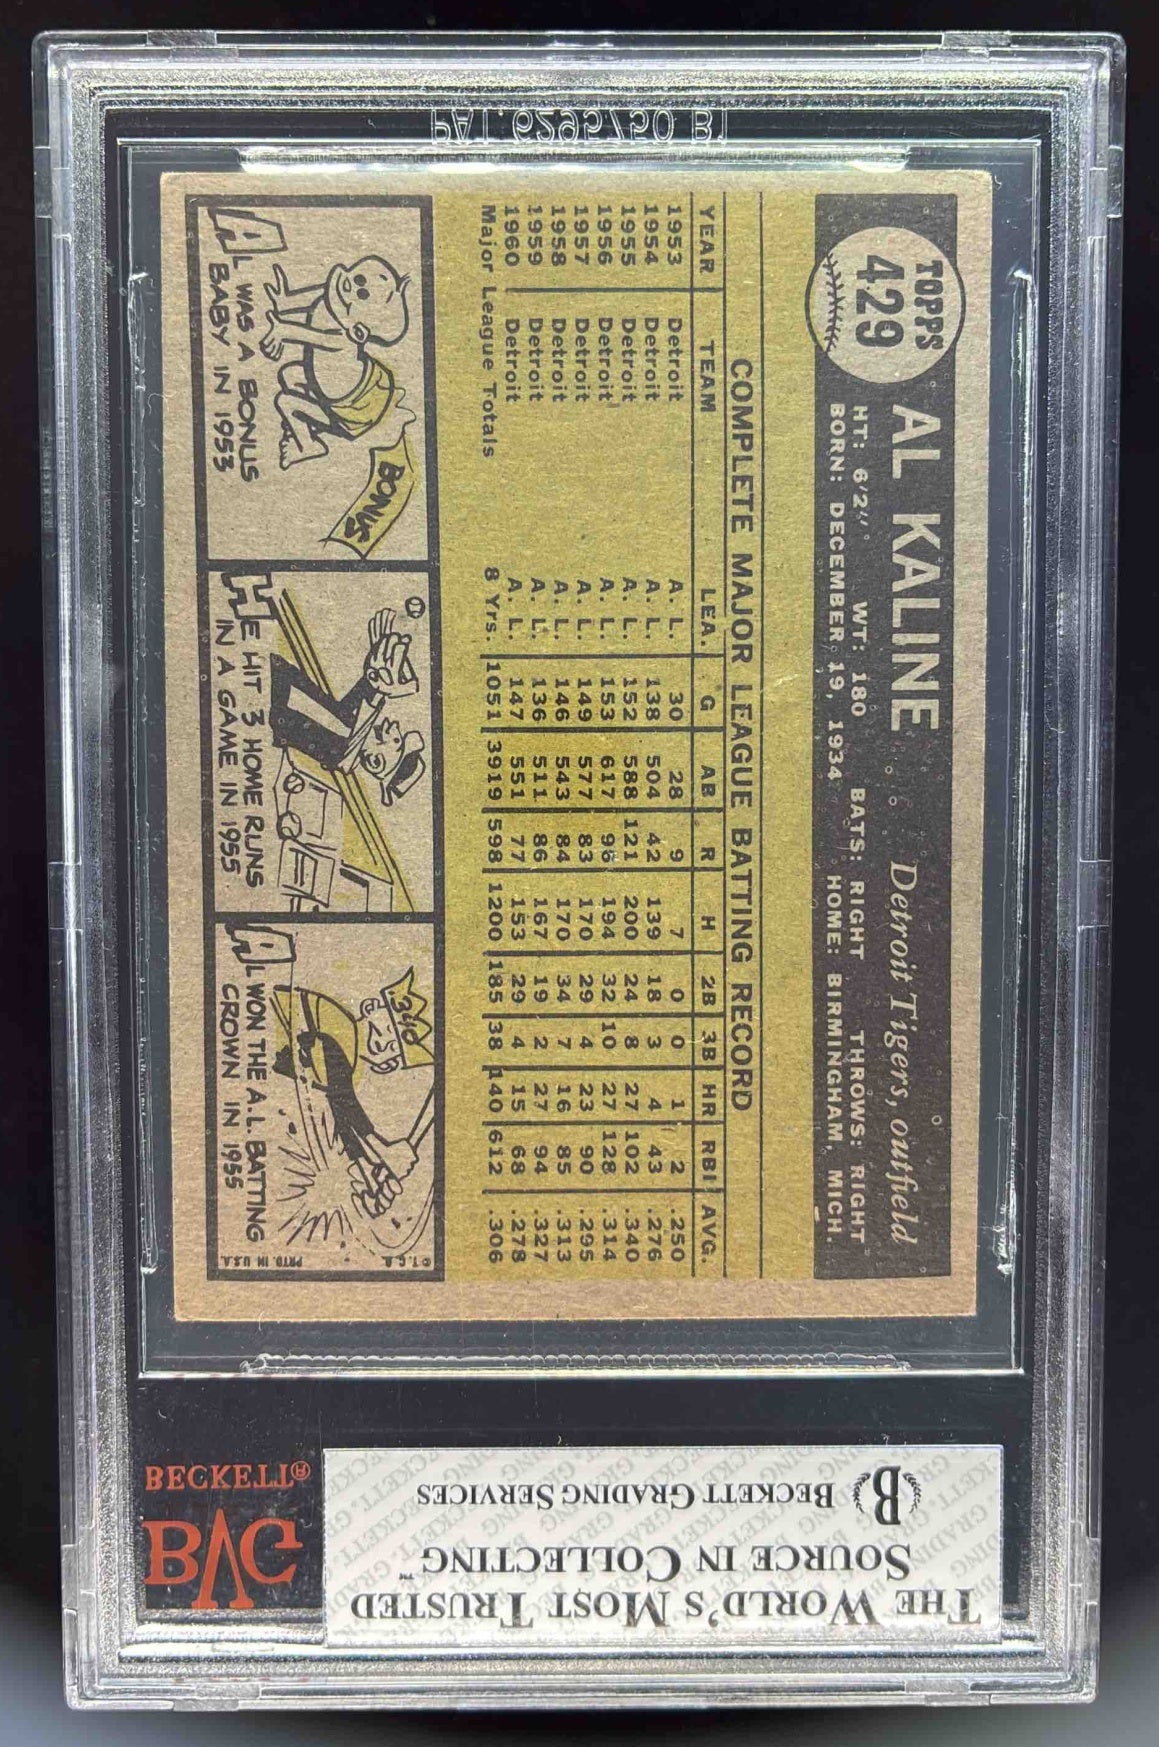 TOPPS
429
AL KALINE
Detroit Tigers, outfield
HT: 6'2" WT: 180 BATS: RIGHT THROWS: RIGHT
BORN: DECEMBER 19, 1934 HOME: BIRMINGHAM, MICH.
COMPLETE MAJOR LEAGUE BATTING RECORD
YEAR TEAM LEA. G AB R H 2B 3B HR RBI AVG.
1953 Detroit A. L. 30 28 9 7 0 0 1 2 .250
1954 Detroit A. L. 138 504 42 139 18 3 4 43 .276
1955 Detroit A. L. 152 588 121 200 24 8 27 102 .340
1956 Detroit A. L. 153 617 96 194 32 10 27 128 .314
1957 Detroit A. L. 149 577 83 170 29 4 23 90 .295
1958 Detroit A. L. 146 543 84 170 34 7 16 85 .313
1959 Detroit A. L. 136 511 86 167 19 2 27 94 .327
1960 Detroit A. L. 147 551 77 153 29 4 15 68 .278
Major League Totals 8 Yrs. 1051 3919 598 1200 185 38 140 612 .306
BONUS
AL WAS A BONUS
BABY IN 1953
HE HIT 3 HOME RUNS
IN A GAME IN 1955.
.340
AL WON THE A.L. BATTING
CROWN IN 1955
©T.C.G. PRTD. IN U.S.A.
THE WORLD'S MOST TRUSTED
SOURCE IN COLLECTING™
B BECKETT GRADING SERVICES
BECKETT®
BVG
PAT 6295750 B1